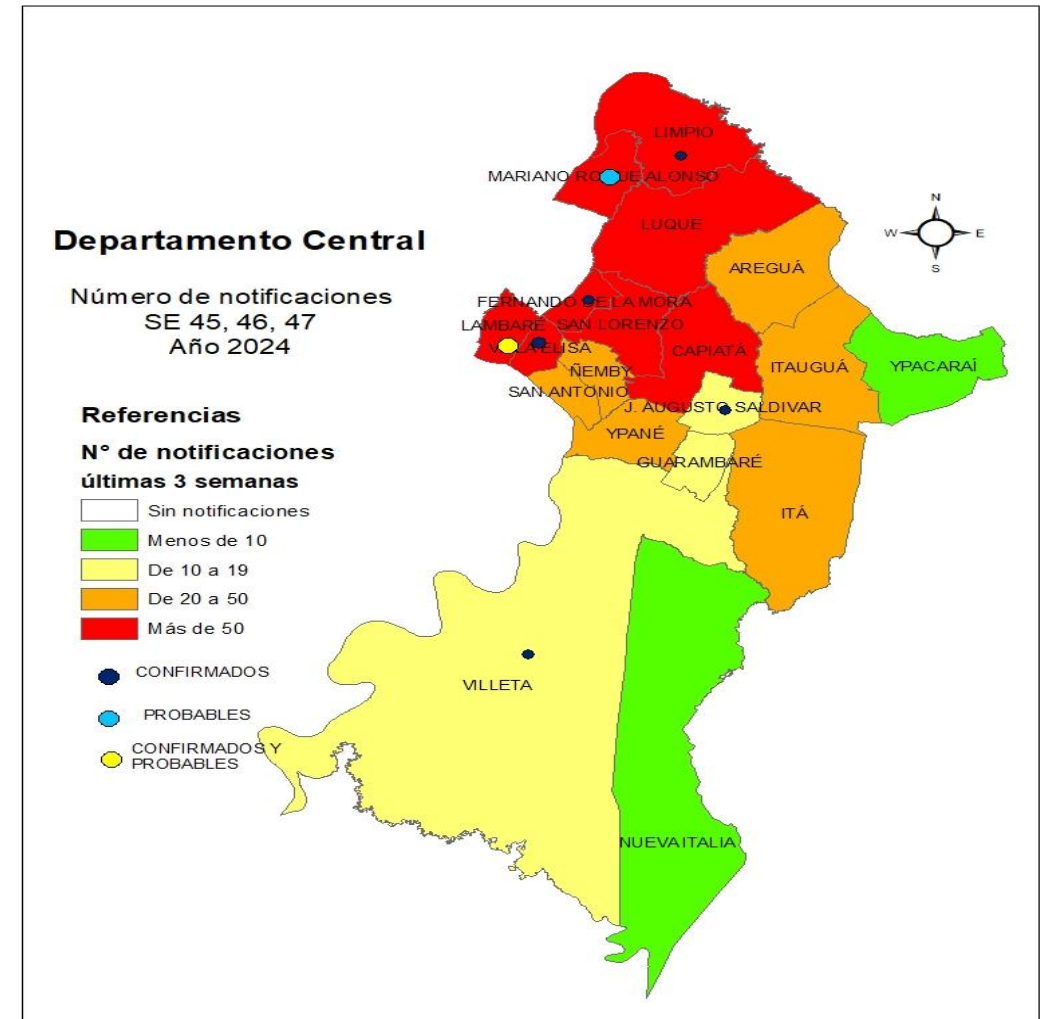 Departamento Central
Número de notificaciones
SE 45, 46, 47
Año 2024
Referencias
N° de notificaciones
últimas 3 semanas
Sin notificaciones
Menos de 10
De 10 a 19
De 20 a 50
Más de 50
CONFIRMADOS
PROBABLES
CONFIRMADOS Y
PROBABLES
N
W
E
S
LIMPIO
MARIANO ROQUE ALONSO
LUQUE
AREGUÁ
FERNANDO DE LA MORA
LAMBARÉ
SAN LORENZO
VILLA ELISA
CAPIATÁ
ITAUGUÁ
YPACARAÍ
ÑEMBY
SAN ANTONIO
J. AUGUSTO SALDIVAR
YPANÉ
GUARAMBARÉ
ITÁ
VILLETA
NUEVA ITALIA